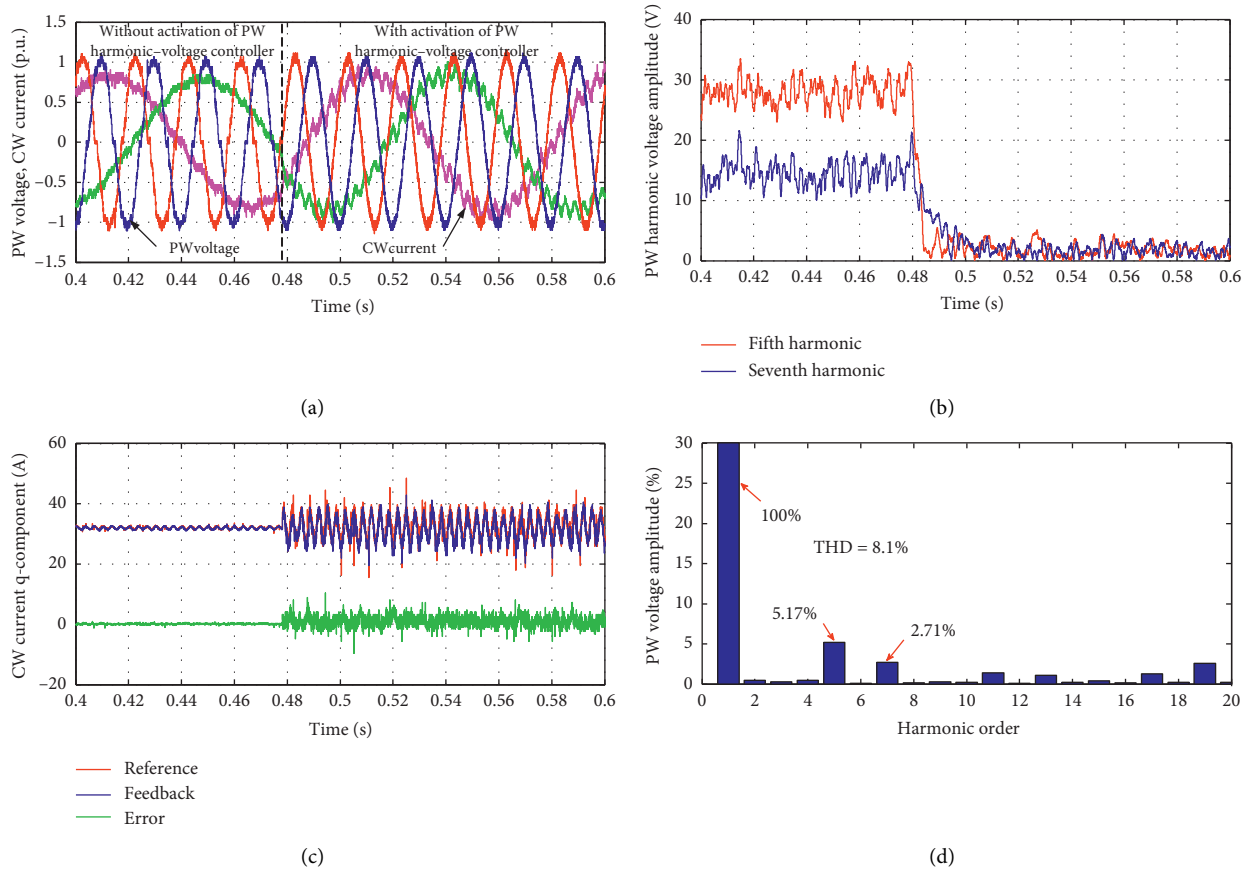 Without activation of PW
harmonic–voltage controller
With activation of PW
harmonic–voltage controller
PW voltage, CW current (p.u.)
1.5
1
0.5
0
–0.5
–1
–1.5
PWvoltage
CWcurrent
0.4 0.42 0.44 0.46 0.48 0.5 0.52 0.54 0.56 0.58 0.6
Time (s)
(a)
PW harmonic voltage amplitude (V)
40
30
20
10
0
0.4 0.42 0.44 0.46 0.48 0.5 0.52 0.54 0.56 0.58 0.6
Time (s)
Fifth harmonic
Seventh harmonic
(b)
CW current q-component (A)
60
40
20
0
–20
0.4 0.42 0.44 0.46 0.48 0.5 0.52 0.54 0.56 0.58 0.6
Time (s)
Reference
Feedback
Error
(c)
PW voltage amplitude (%)
30
25
20
15
10
5
0
100%
THD = 8.1%
5.17%
2.71%
0 2 4 6 8 10 12 14 16 18 20
Harmonic order
(d)